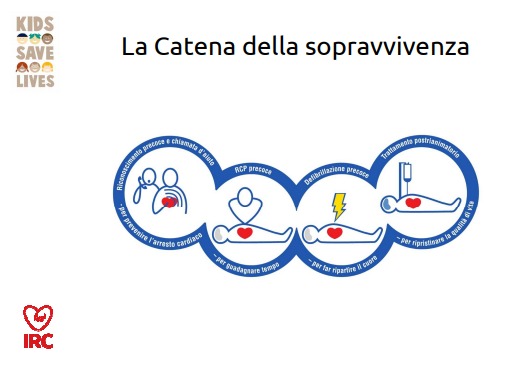 KIDS
SAVE
LIVES
La Catena della sopravvivenza
Riconoscimento precoce e chiamata d'aiuto
- per prevenire l'arresto cardiaco
RCP precoce
- per guadagnare tempo
Defibrillazione precoce
- per far ripartire il cuore
Trattamento postrianimatorio
- per ripristinare la qualità di vita
IRC